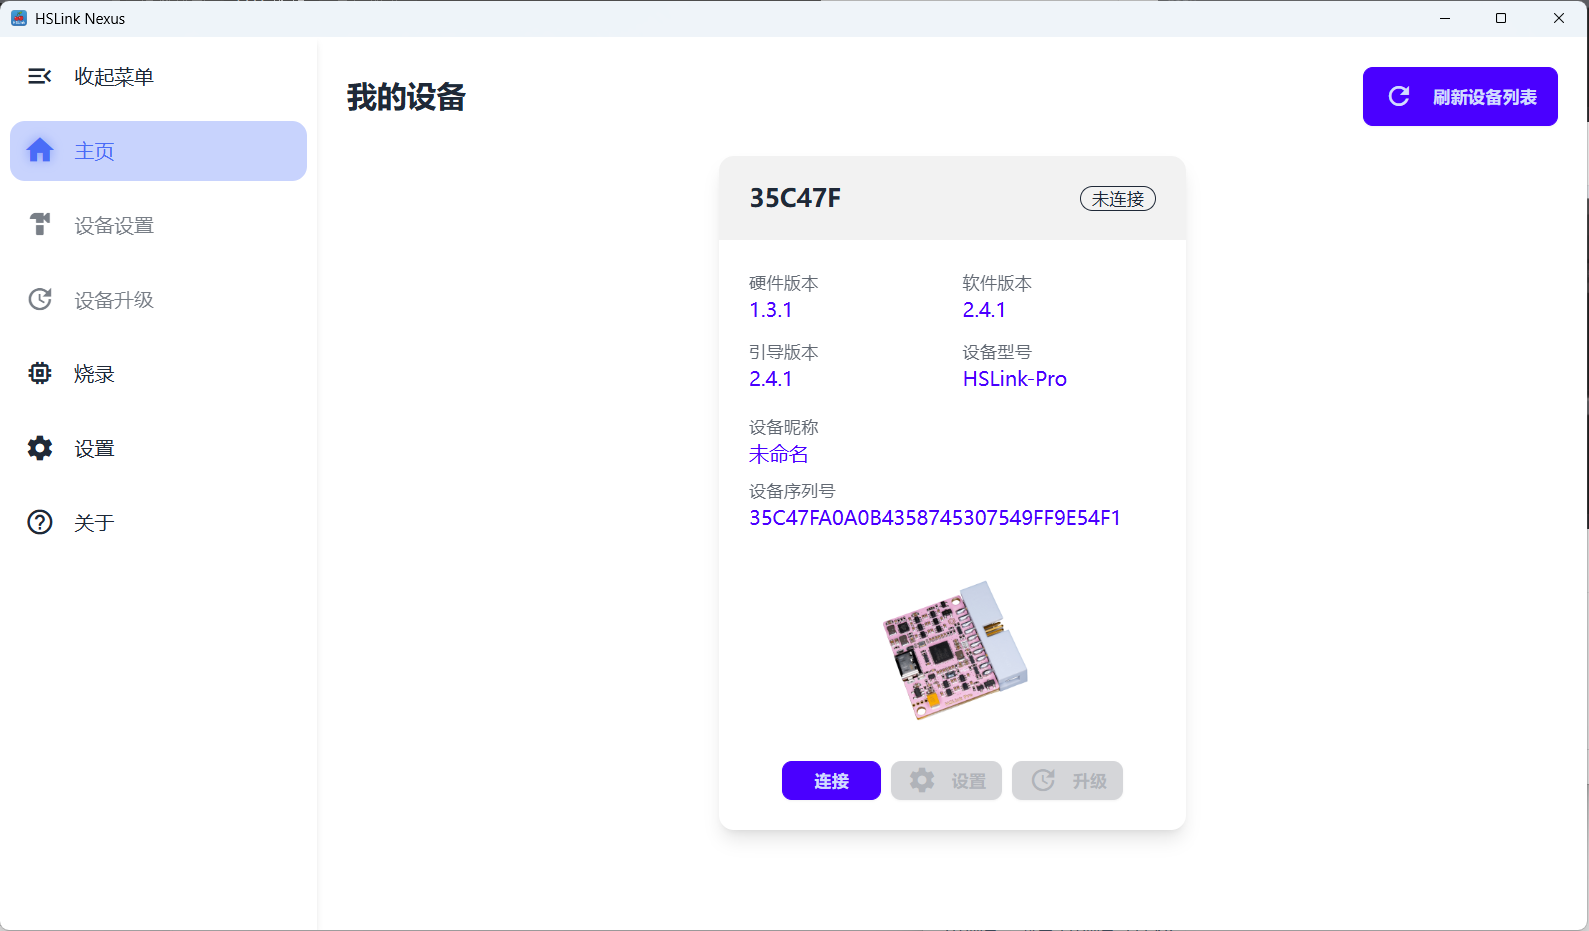 HSLink Nexus
收起菜单
主页
设备设置
设备升级
烧录
设置
关于
我的设备
刷新设备列表
35C47F
未连接
硬件版本
1.3.1
软件版本
2.4.1
引导版本
2.4.1
设备型号
HSLink-Pro
设备昵称
未命名
设备序列号
35C47FA0A0B4358745307549FF9E54F1
连接
设置
升级